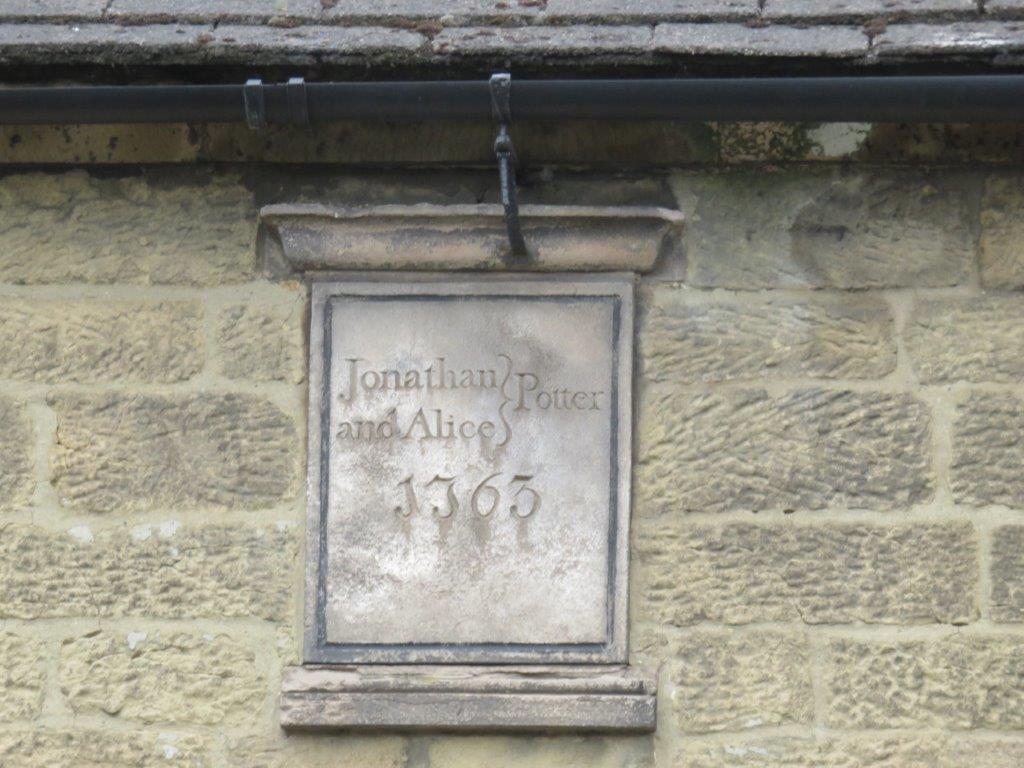 Jonathan } Potter
and Alice
1763